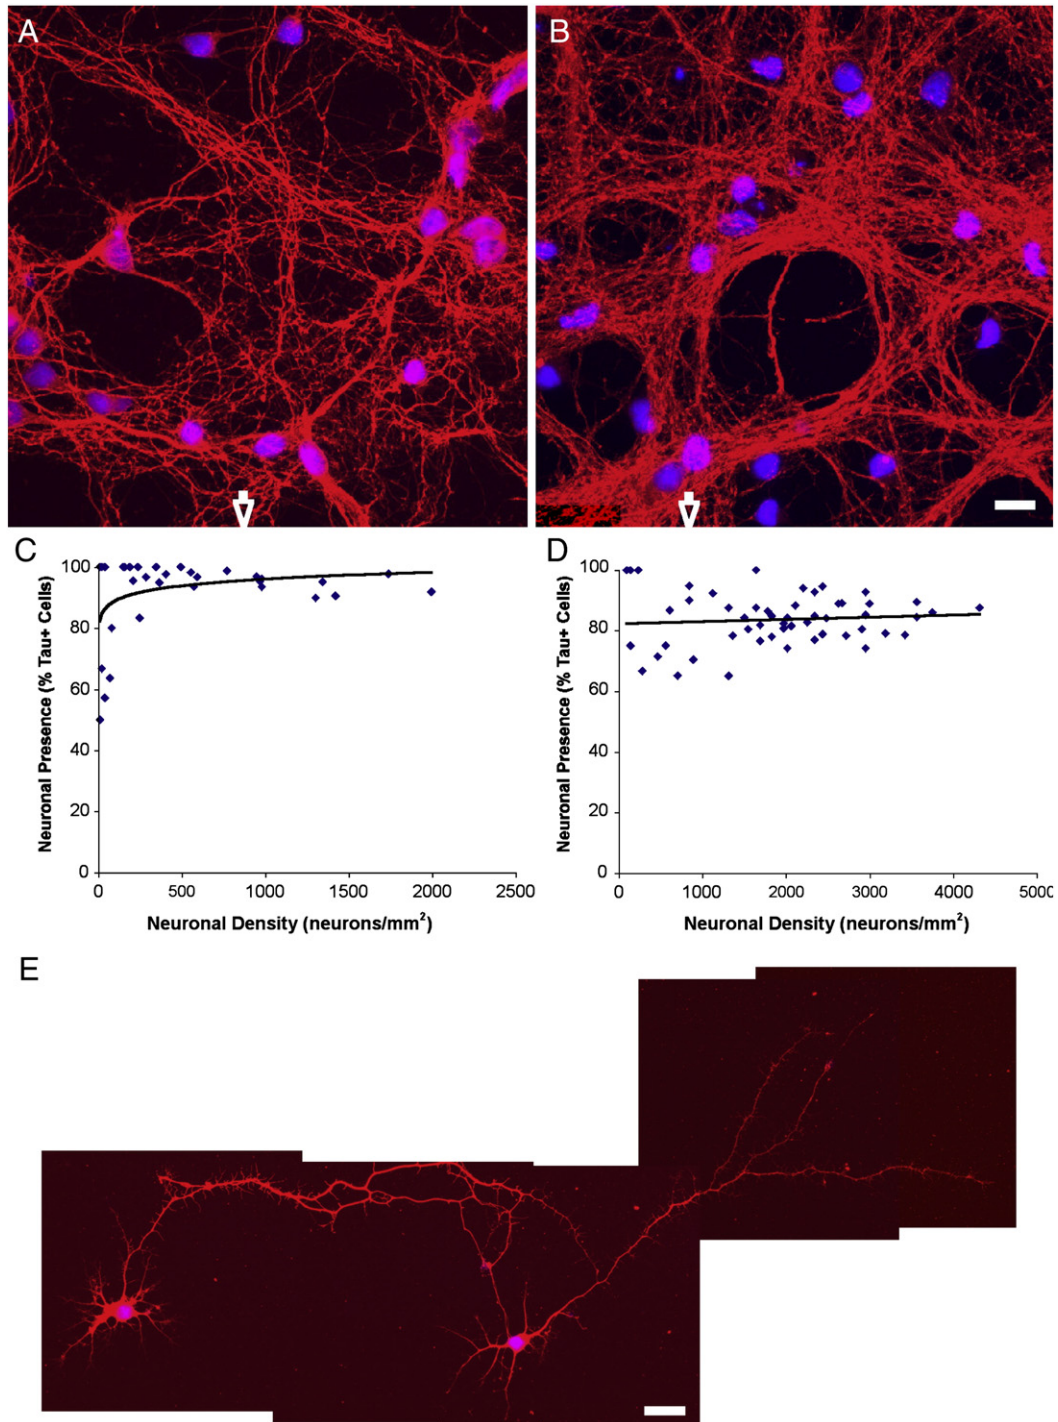 A
B
C
Neuronal Presence (% Tau+ Cells)
100
80
60
40
20
0
0 500 1000 1500 2000 2500
Neuronal Density (neurons/mm²)
D
Neuronal Presence (% Tau+ Cells)
100
80
60
40
20
0
0 1000 2000 3000 4000 5000
Neuronal Density (neurons/mm²)
E